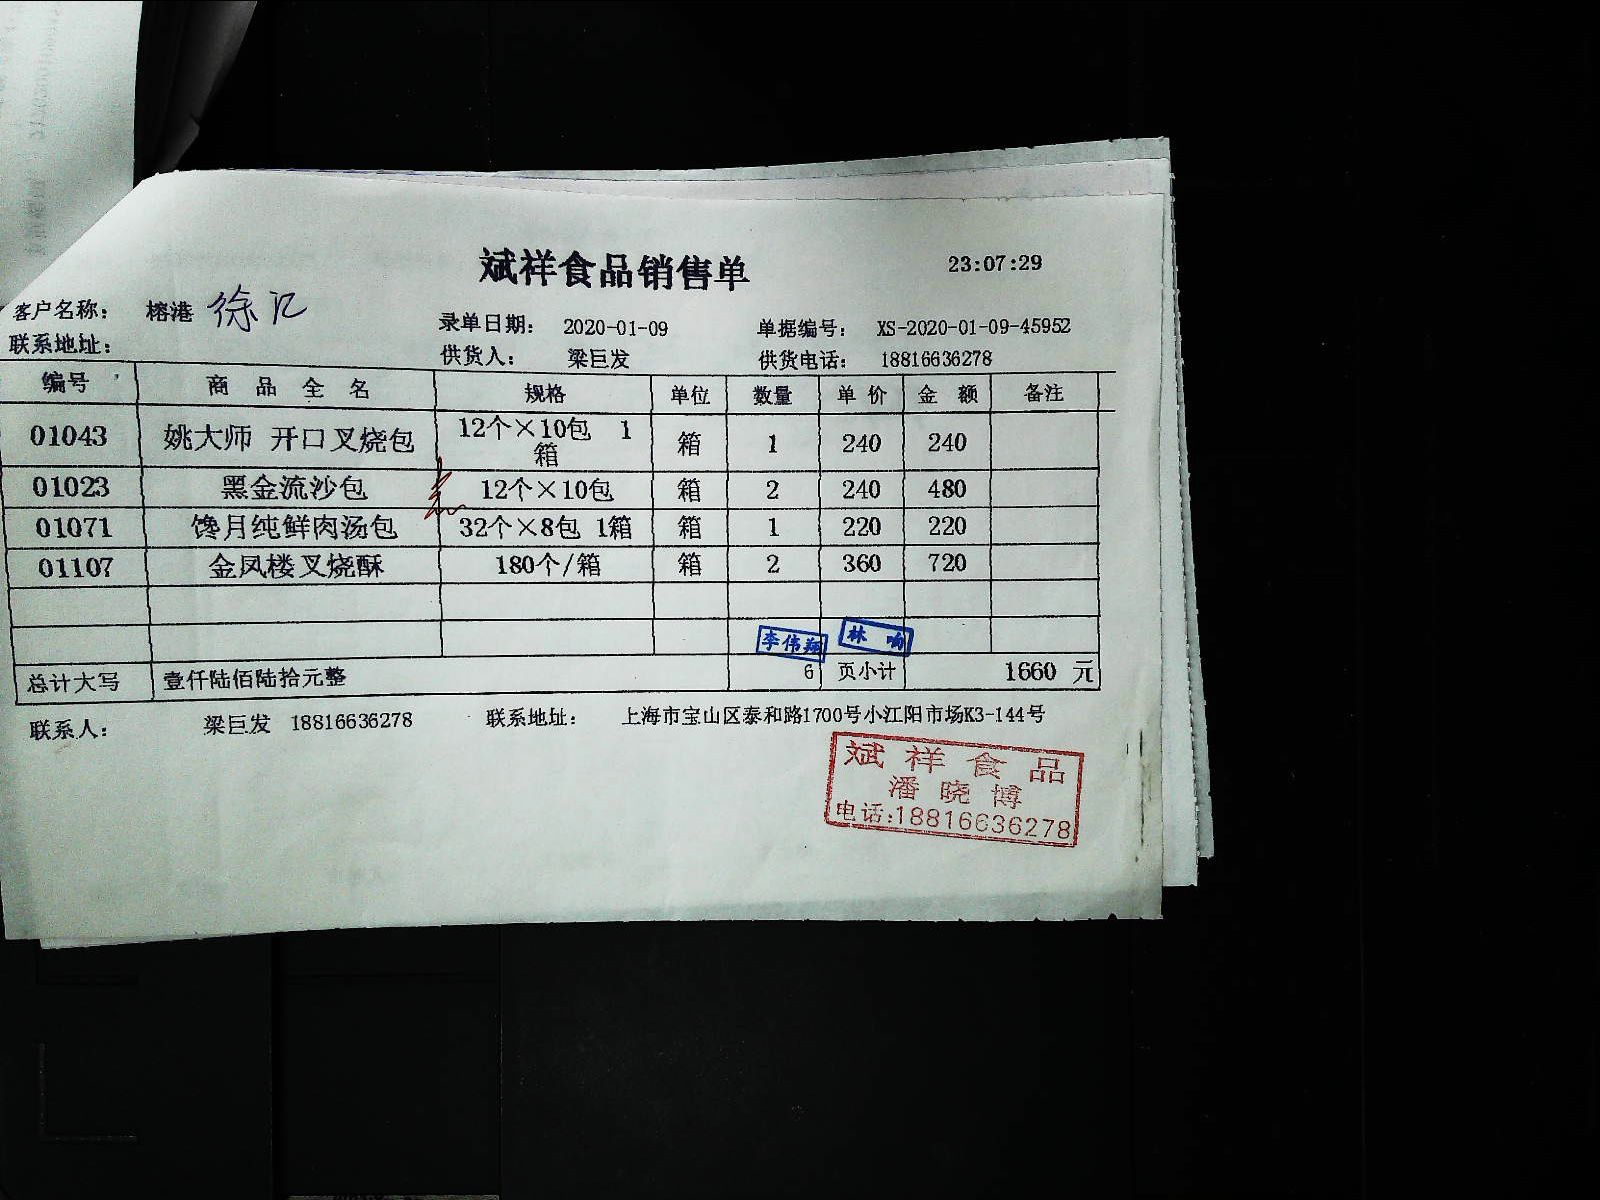 斌祥食品销售单 23:07:29
客户名称： 榕港 徐汇 录单日期： 2020-01-09 单据编号： XS-2020-01-09-45952
联系地址： 供货人： 梁巨发 供货电话： 18816636278
编号 商品全名 规格 单位 数量 单价 金额 备注
01043 姚大师 开口叉烧包 12个×10包 1箱 箱 1 240 240
01023 黑金流沙包 12个×10包 箱 2 240 480
01071 馋月纯鲜肉汤包 32个×8包 1箱 箱 1 220 220
01107 金凤楼叉烧酥 180个/箱 箱 2 360 720
李伟翔 林响
总计大写 壹仟陆佰陆拾元整 6 页小计 1660 元
联系人： 梁巨发 18816636278 联系地址： 上海市宝山区泰和路1700号小江阳市场K3-144号
斌祥食品
潘晓博
电话:18816636278